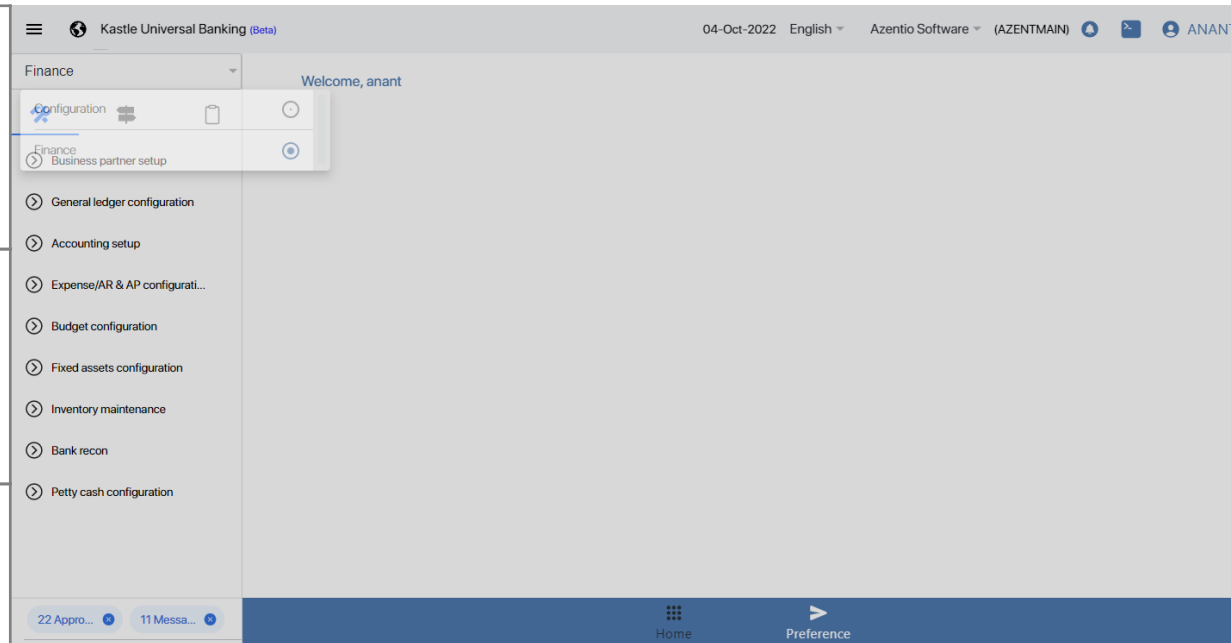 Kastle Universal Banking (Beta)
04-Oct-2022 English Azentio Software (AZENTMAIN) ANANT
Finance
Welcome, anant
Configuration
Finance
Business partner setup
General ledger configuration
Accounting setup
Expense/AR & AP configurati...
Budget configuration
Fixed assets configuration
Inventory maintenance
Bank recon
Petty cash configuration
22 Appro... 11 Messa...
Home Preference